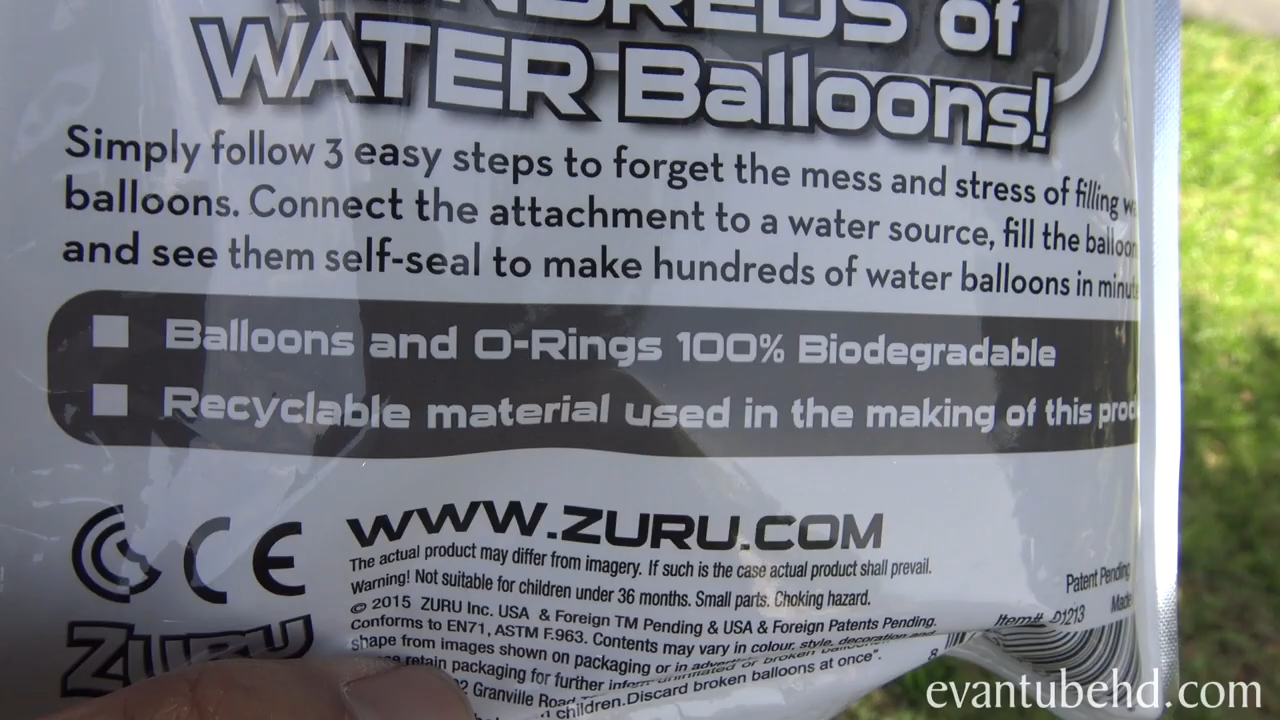 of
WATER Balloons!
Simply follow 3 easy steps to forget the mess and stress of filling
balloons. Connect the attachment to a water source, fill the
and see them self-seal to make hundreds of water balloons in
Balloons and O-Rings 100% Biodegradable
Recyclable material used in the making of this
CE
WWW.ZURU.COM
The actual product may differ from imagery. If such is the case actual product shall prevail.
Warning! Not suitable for children under 36 months. Small parts. Choking hazard.
© 2015 ZURU Inc. USA & Foreign TM Pending & USA & Foreign Patents Pending.
Conforms to EN71, ASTM F.963. Contents may vary in colour, style, decoration and
shape from images shown on packaging or in
retain packaging for further
or broken
Granville Road
children. Discard broken balloons at once".
Patent Pending
Made
Item# D1213
8
ZURU
evantubehd.com